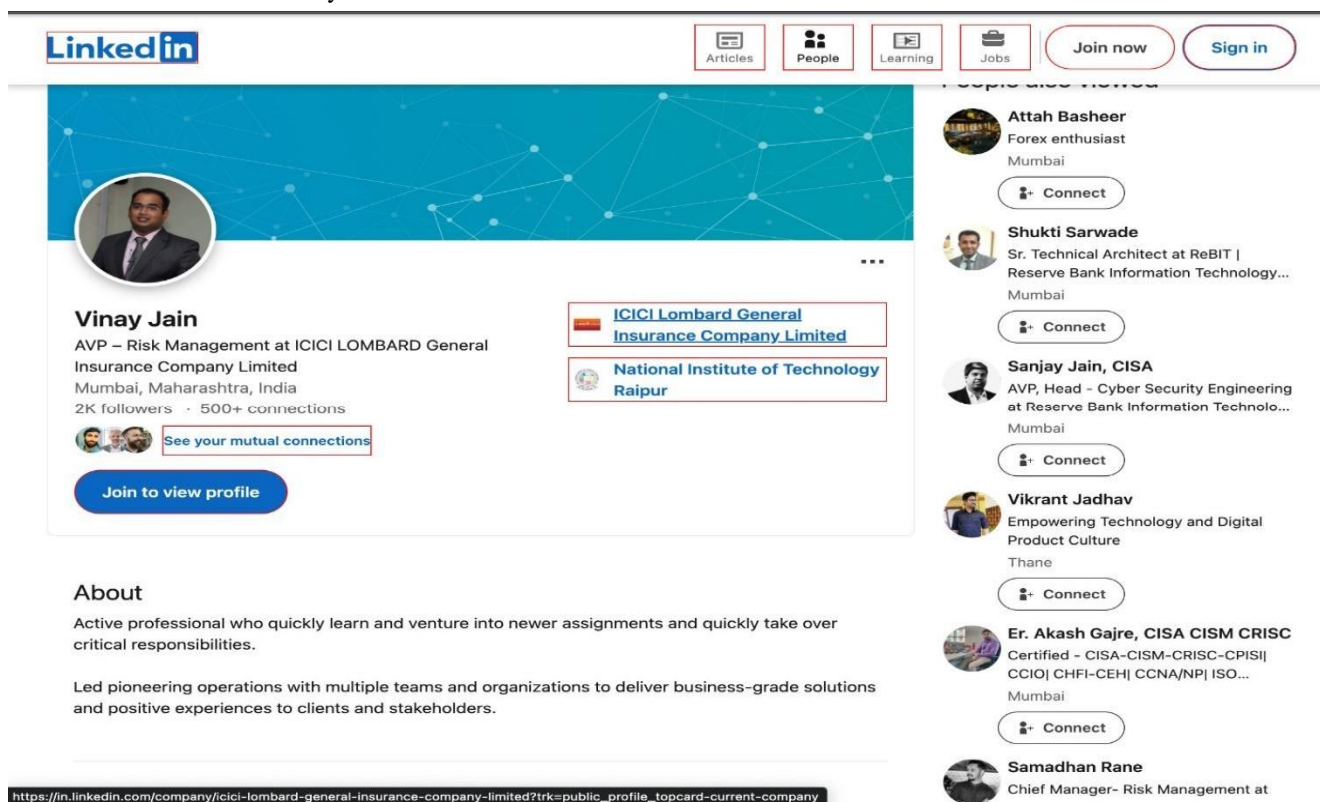 Linked in
Articles
People
Learning
Jobs
Join now
Sign in
Vinay Jain
AVP – Risk Management at ICICI LOMBARD General
Insurance Company Limited
Mumbai, Maharashtra, India
2K followers · 500+ connections
See your mutual connections
Join to view profile
ICICI Lombard General
Insurance Company Limited
National Institute of Technology
Raipur
About
Active professional who quickly learn and venture into newer assignments and quickly take over
critical responsibilities.
Led pioneering operations with multiple teams and organizations to deliver business-grade solutions
and positive experiences to clients and stakeholders.
https://in.linkedin.com/company/icici-lombard-general-insurance-company-limited?trk=public_profile_topcard-current-company
People also viewed
Attah Basheer
Forex enthusiast
Mumbai
Connect
Shukti Sarwade
Sr. Technical Architect at ReBIT |
Reserve Bank Information Technology...
Mumbai
Connect
Sanjay Jain, CISA
AVP, Head - Cyber Security Engineering
at Reserve Bank Information Technolo...
Mumbai
Connect
Vikrant Jadhav
Empowering Technology and Digital
Product Culture
Thane
Connect
Er. Akash Gajre, CISA CISM CRISC
Certified - CISA-CISM-CRISC-CPISI|
CCIO| CHFI-CEH| CCNA/NP| ISO...
Mumbai
Connect
Samadhan Rane
Chief Manager- Risk Management at